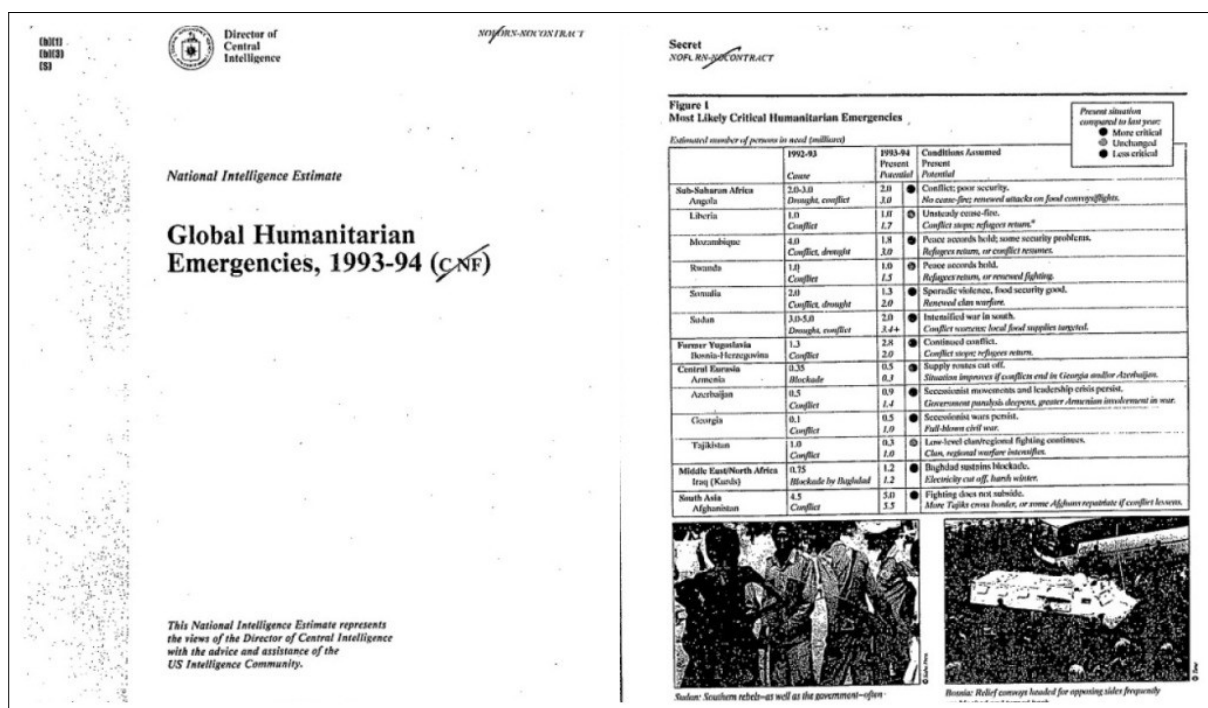 (b)(1)
(b)(3)
(S)
Director of
Central
Intelligence
NOFORN-NOCONTRACT
National Intelligence Estimate
Global Humanitarian
Emergencies, 1993-94 (C NF)
This National Intelligence Estimate represents
the views of the Director of Central Intelligence
with the advice and assistance of the
US Intelligence Community.
Secret
NOFORN-NOCONTRACT
Figure 1
Most Likely Critical Humanitarian Emergencies
Present situation
compared to last year:
More critical
Unchanged
Less critical
Estimated number of persons in need (millions)
1992-93 1993-94 Conditions Assumed
Present Present
Cause Potential Potential
Sub-Saharan Africa 2.0-3.0 2.0 Conflict; poor security.
Angola Drought, conflict 3.0 No cease-fire; renewed attacks on food convoys/flights.
Liberia 1.0 1.0 Unsteady cease-fire.
Conflict 1.7 Conflict stops; refugees return.
Mozambique 4.0 1.8 Peace accords hold; some security problems.
Conflict, drought 3.0 Refugees return, or conflict resumes.
Rwanda 1.0 1.0 Peace accords hold.
Conflict 1.5 Refugees return, or renewed fighting.
Somalia 2.0 1.3 Sporadic violence, food security good.
Conflict, drought 2.0 Renewed clan warfare.
Sudan 3.0-5.0 2.0 Intensified war in south.
Drought, conflict 3.4+ Conflict worsens; local food supplies targeted.
Former Yugoslavia 1.3 2.8 Continued conflict.
Bosnia-Herzegovina Conflict 2.0 Conflict stops; refugees return.
Central Eurasia 0.35 0.5 Supply routes cut off.
Armenia Blockade 0.3 Situation improves if conflicts end in Georgia and/or Azerbaijan.
Azerbaijan 0.5 0.9 Secessionist movements and leadership crisis persist.
Conflict 1.4 Government paralysis deepens, greater Armenian involvement in war.
Georgia 0.1 0.5 Secessionist wars persist.
Conflict 1.0 Full-blown civil war.
Tajikistan 1.0 0.3 Low-level clan/regional fighting continues.
Conflict 1.0 Clan, regional warfare intensifies.
Middle East/North Africa 0.75 1.2 Baghdad sustains blockade.
Iraq (Kurds) Blockade by Baghdad 1.2 Electricity cut off, harsh winter.
South Asia 4.5 Fighting does not subside.
Afghanistan Conflict More Tajiks cross border, or some Afghans repatriate if conflict lessens.
Sudan: Southern rebels—as well as the government—often
Bosnia: Relief convoys headed for opposing sides frequently